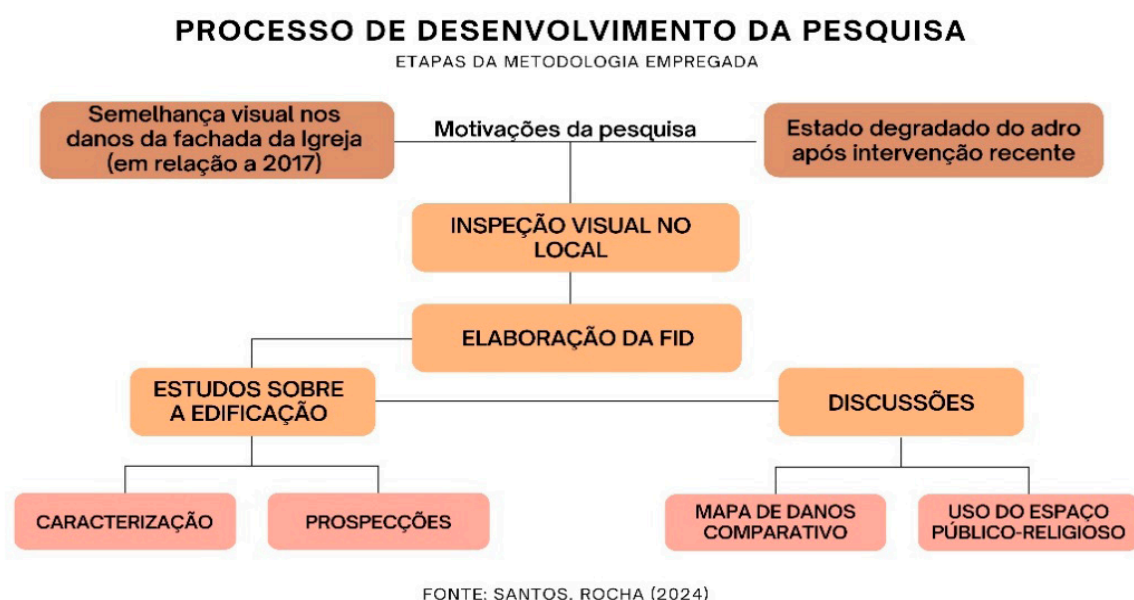 PROCESSO DE DESENVOLVIMENTO DA PESQUISA
ETAPAS DA METODOLOGIA EMPREGADA
Semelhança visual nos
danos da fachada da Igreja
(em relação a 2017)
Motivações da pesquisa
Estado degradado do adro
após intervenção recente
INSPEÇÃO VISUAL NO
LOCAL
ELABORAÇÃO DA FID
ESTUDOS SOBRE
A EDIFICAÇÃO
DISCUSSÕES
CARACTERIZAÇÃO
PROSPECÇÕES
MAPA DE DANOS
COMPARATIVO
USO DO ESPAÇO
PÚBLICO-RELIGIOSO
FONTE: SANTOS, ROCHA (2024)